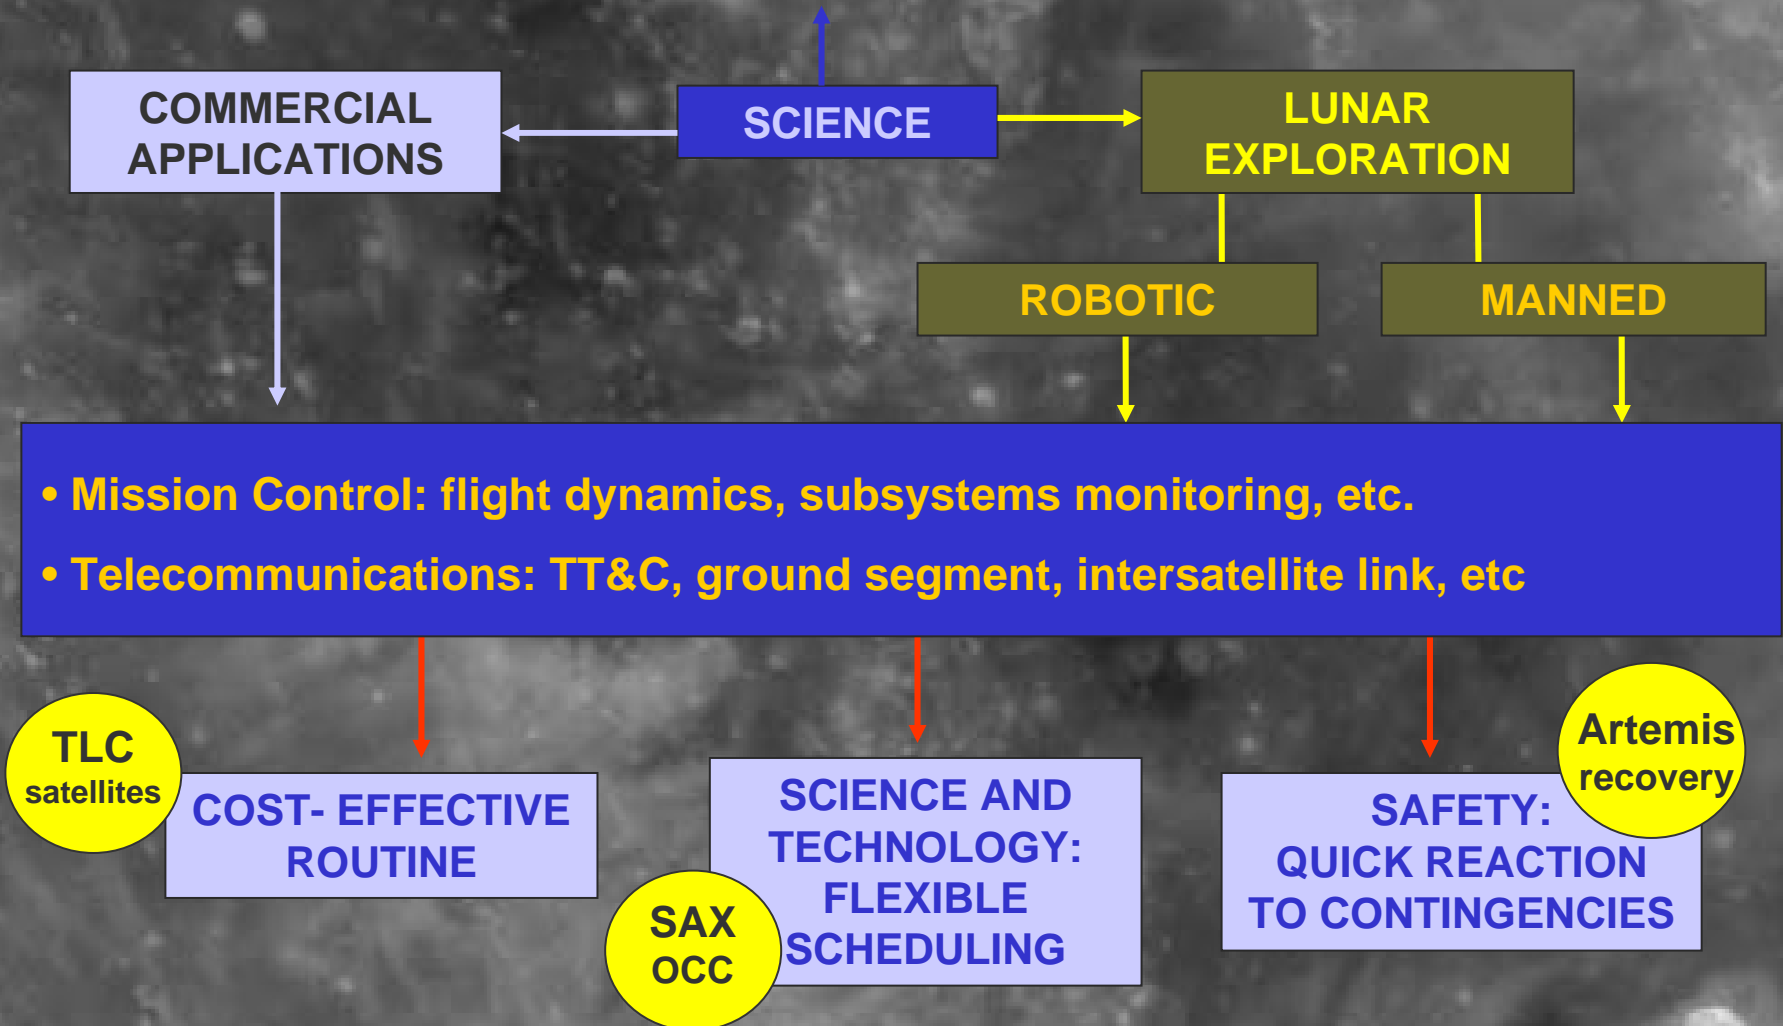 COMMERCIAL
APPLICATIONS
SCIENCE
LUNAR
EXPLORATION
ROBOTIC
MANNED
• Mission Control: flight dynamics, subsystems monitoring, etc.
• Telecommunications: TT&C, ground segment, intersatellite link, etc
TLC
satellites
COST- EFFECTIVE
ROUTINE
SAX
OCC
SCIENCE AND
TECHNOLOGY:
FLEXIBLE
SCHEDULING
Artemis
recovery
SAFETY:
QUICK REACTION
TO CONTINGENCIES